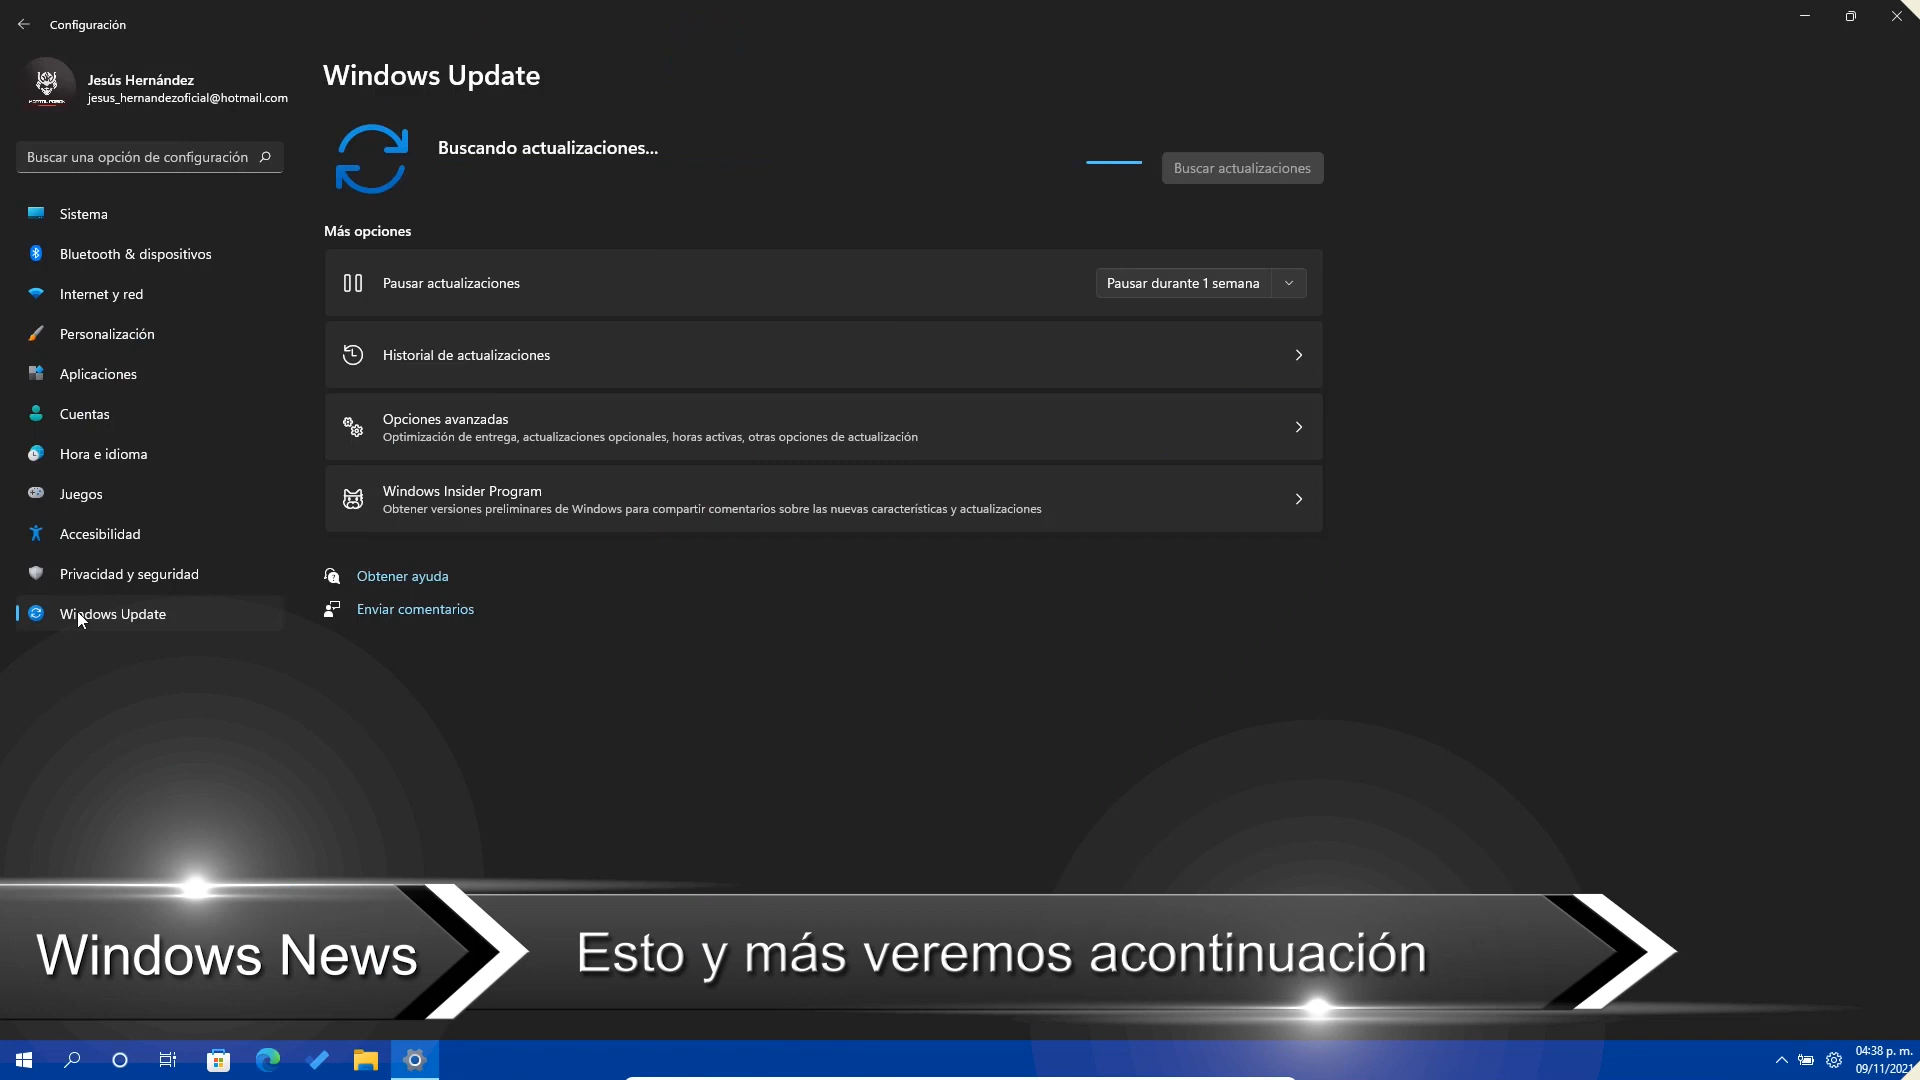 Configuración
Jesús Hernández
jesus_hernandezoficial@hotmail.com
Buscar una opción de configuración
Sistema
Bluetooth & dispositivos
Internet y red
Personalización
Aplicaciones
Cuentas
Hora e idioma
Juegos
Accesibilidad
Privacidad y seguridad
Windows Update
Windows Update
Buscando actualizaciones...
Buscar actualizaciones
Más opciones
Pausar actualizaciones
Pausar durante 1 semana
Historial de actualizaciones
Opciones avanzadas
Optimización de entrega, actualizaciones opcionales, horas activas, otras opciones de actualización
Windows Insider Program
Obtener versiones preliminares de Windows para compartir comentarios sobre las nuevas características y actualizaciones
Obtener ayuda
Enviar comentarios
Windows News
Esto y más veremos acontinuación
04:38 p. m.
09/11/2021